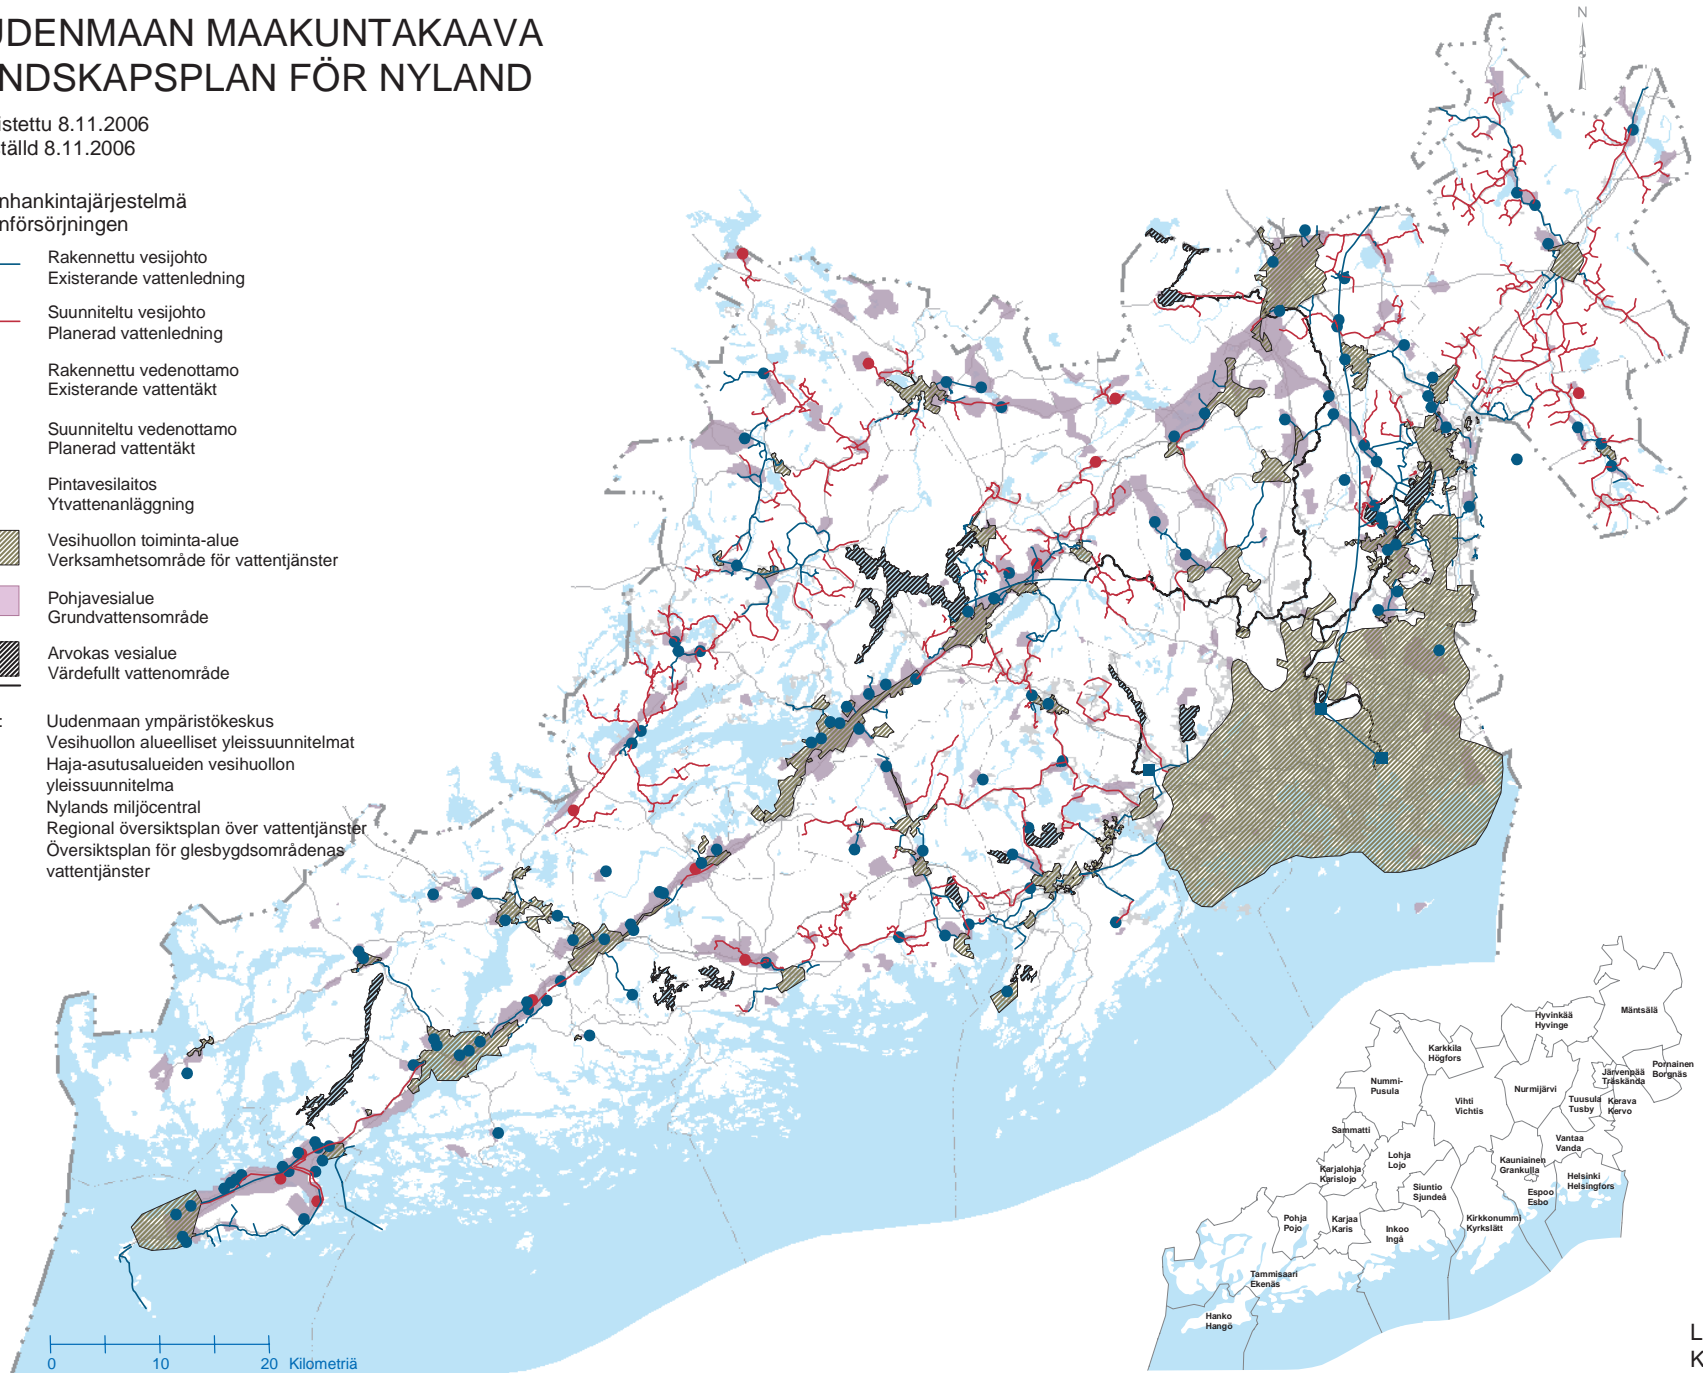 UDENMAAN MAAKUNTAKAAVA
NDSKAPSPLAN FÖR NYLAND
istettu 8.11.2006
tälld 8.11.2006
nhankintajärjestelmä
nförsörjningen
Rakennettu vesijohto
Existerande vattenledning
Suunniteltu vesijohto
Planerad vattenledning
Rakennettu vedenottamo
Existerande vattentäkt
Suunniteltu vedenottamo
Planerad vattentäkt
Pintavesilaitos
Ytvattenanläggning
Vesihuollon toiminta-alue
Verksamhetsområde för vattentjänster
Pohjavesialue
Grundvattensområde
Arvokas vesialue
Värdefullt vattenområde
: Uudenmaan ympäristökeskus
Vesihuollon alueelliset yleissuunnitelmat
Haja-asutusalueiden vesihuollon
yleissuunnitelma
Nylands miljöcentral
Regional översiktsplan över vattentjänster
Översiktsplan för glesbygdsområdenas
vattentjänster
N
Mäntsälä
Hyvinkää
Hyvinge
Karkkila
Högfors
Pornainen
Borgnäs
Järvenpää
Träskända
Nummi-
Pusula
Nurmijärvi
Vihti
Vichtis
Tuusula
Tusby
Kerava
Kervo
Sammatti
Vantaa
Vanda
Lohja
Lojo
Kauniainen
Grankulla
Karjalohja
Karislojo
Helsinki
Helsingfors
Siuntio
Sjundeå
Espoo
Esbo
Pohja
Pojo
Karjaa
Karis
Inkoo
Ingå
Kirkkonummi
Kyrkslätt
Tammisaari
Ekenäs
Hanko
Hangö
0 10 20 Kilometriä
L
K